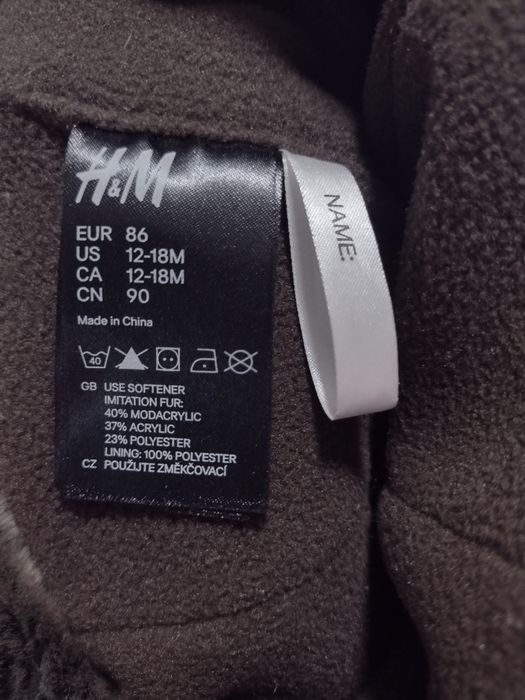 H&M
EUR 86
US 12-18M
CA 12-18M
CN 90
Made in China
40
GB USE SOFTENER
IMITATION FUR:
40% MODACRYLIC
37% ACRYLIC
23% POLYESTER
LINING: 100% POLYESTER
CZ POUŽIJTE ZMĚKČOVACÍ
NAME: